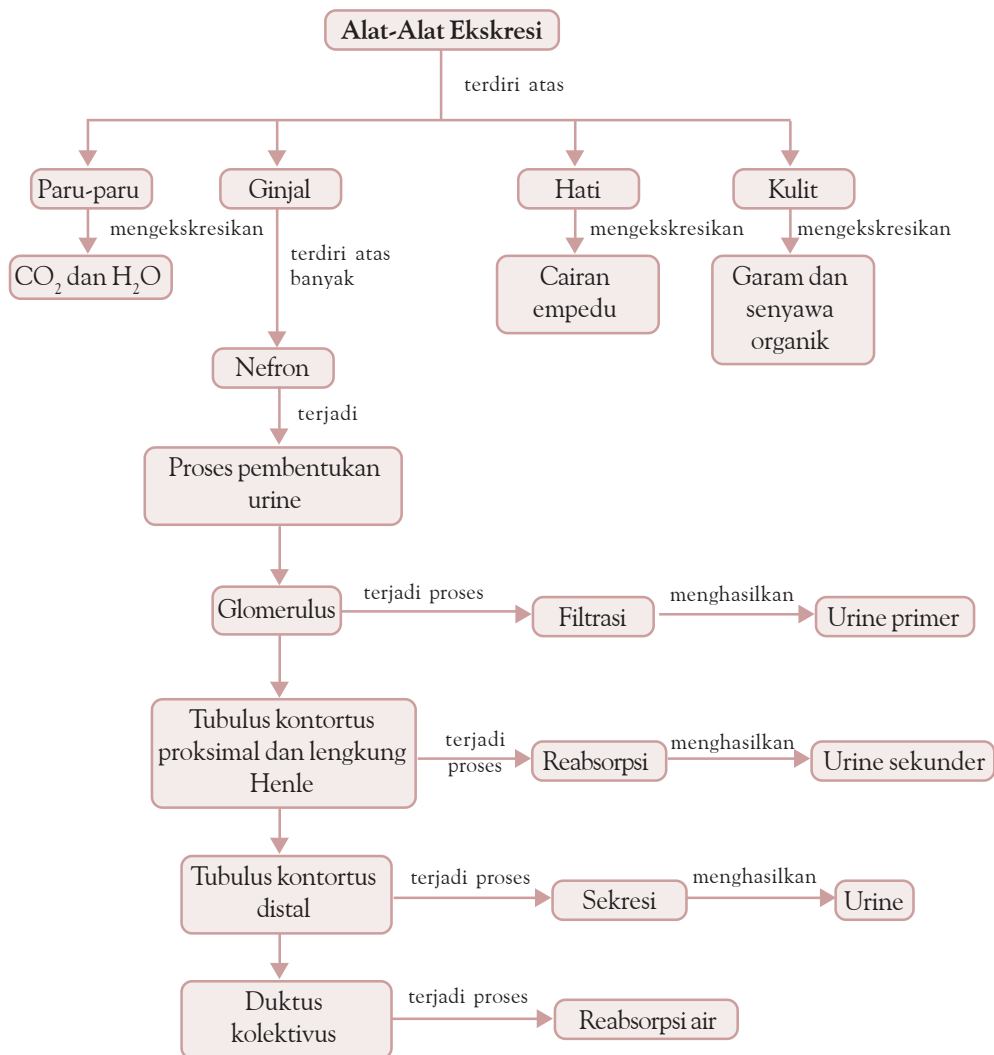 Alat-Alat Ekskresi
terdiri atas
Paru-paru
Ginjal
Hati
Kulit
mengekskresikan
terdiri atas
banyak
mengekskresikan
mengekskresikan
CO₂ dan H₂O
Cairan
empedu
Garam dan
senyawa
organik
Nefron
terjadi
Proses pembentukan
urine
Glomerulus
terjadi proses
Filtrasi
menghasilkan
Urine primer
Tubulus kontortus
proksimal dan lengkung
Henle
terjadi
proses
Reabsorpsi
menghasilkan
Urine sekunder
Tubulus kontortus
distal
terjadi proses
Sekresi
menghasilkan
Urine
Duktus
kolektivus
terjadi proses
Reabsorpsi air